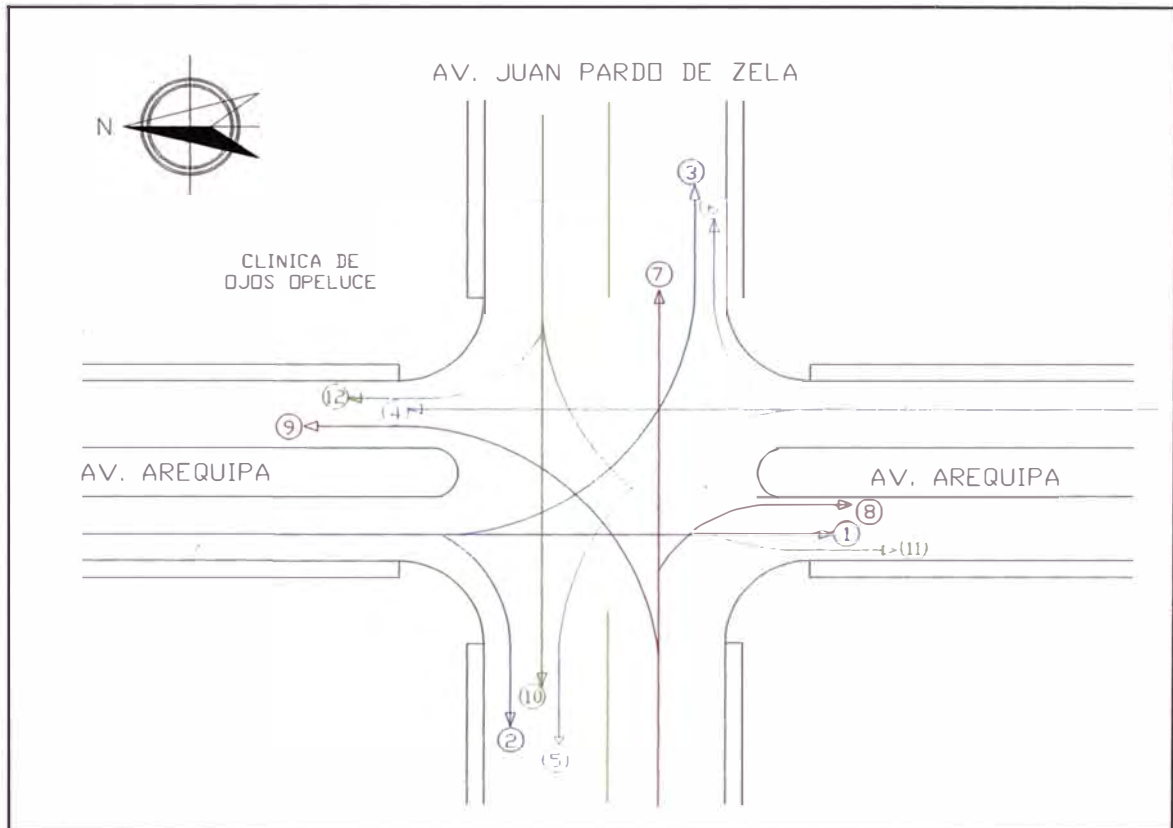 AV. JUAN PARDO DE ZELA
N
3
CLINICA DE
OJOS OPELUCE
7
(12)
(4)
9
AV. AREQUIPA
AV. AREQUIPA
8
1
(11)
(10)
2
(5)